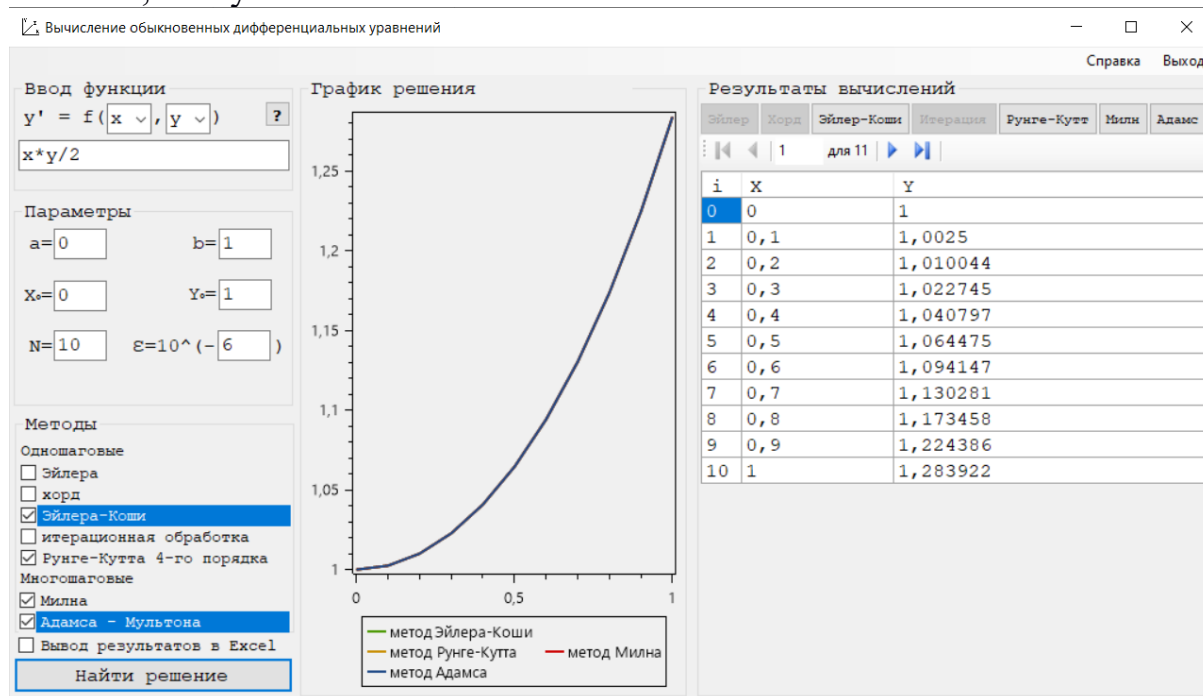 Вычисление обыкновенных дифференциальных уравнений
Справка Выход
Ввод функции
y' = f( x , y ) ?
x*y/2
Параметры
a= 0 b= 1
X₀= 0 Y₀= 1
N= 10 ε=10^(- 6 )
Методы
Одношаговые
Эйлера
хорд
Эйлера-Коши
итерационная обработка
Рунге-Кутта 4-го порядка
Многошаговые
Милна
Адамса - Мультона
Вывод результатов в Excel
Найти решение
График решения
1,25
1,2
1,15
1,1
1,05
1
0 0,5 1
метод Эйлера-Коши
метод Рунге-Кутта метод Милна
метод Адамса
Результаты вычислений
Эйлер Хорд Эйлер-Коши Итерация Рунге-Кутт Милн Адамс
1 для 11
i X Y
0 0 1
1 0,1 1,0025
2 0,2 1,010044
3 0,3 1,022745
4 0,4 1,040797
5 0,5 1,064475
6 0,6 1,094147
7 0,7 1,130281
8 0,8 1,173458
9 0,9 1,224386
10 1 1,283922